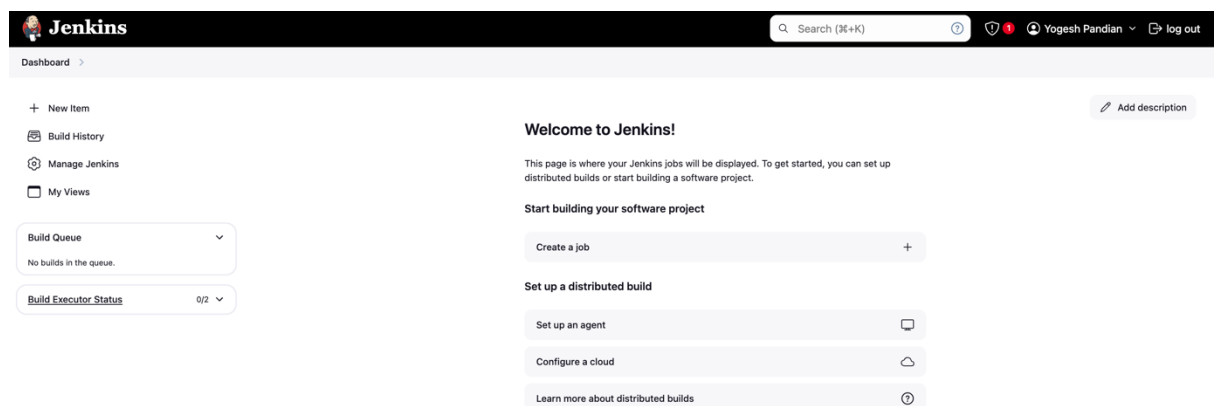 Jenkins
Search (⌘+K)
1
Yogesh Pandian
log out
Dashboard
New Item
Build History
Manage Jenkins
My Views
Build Queue
No builds in the queue.
Build Executor Status 0/2
Add description
Welcome to Jenkins!
This page is where your Jenkins jobs will be displayed. To get started, you can set up
distributed builds or start building a software project.
Start building your software project
Create a job
Set up a distributed build
Set up an agent
Configure a cloud
Learn more about distributed builds